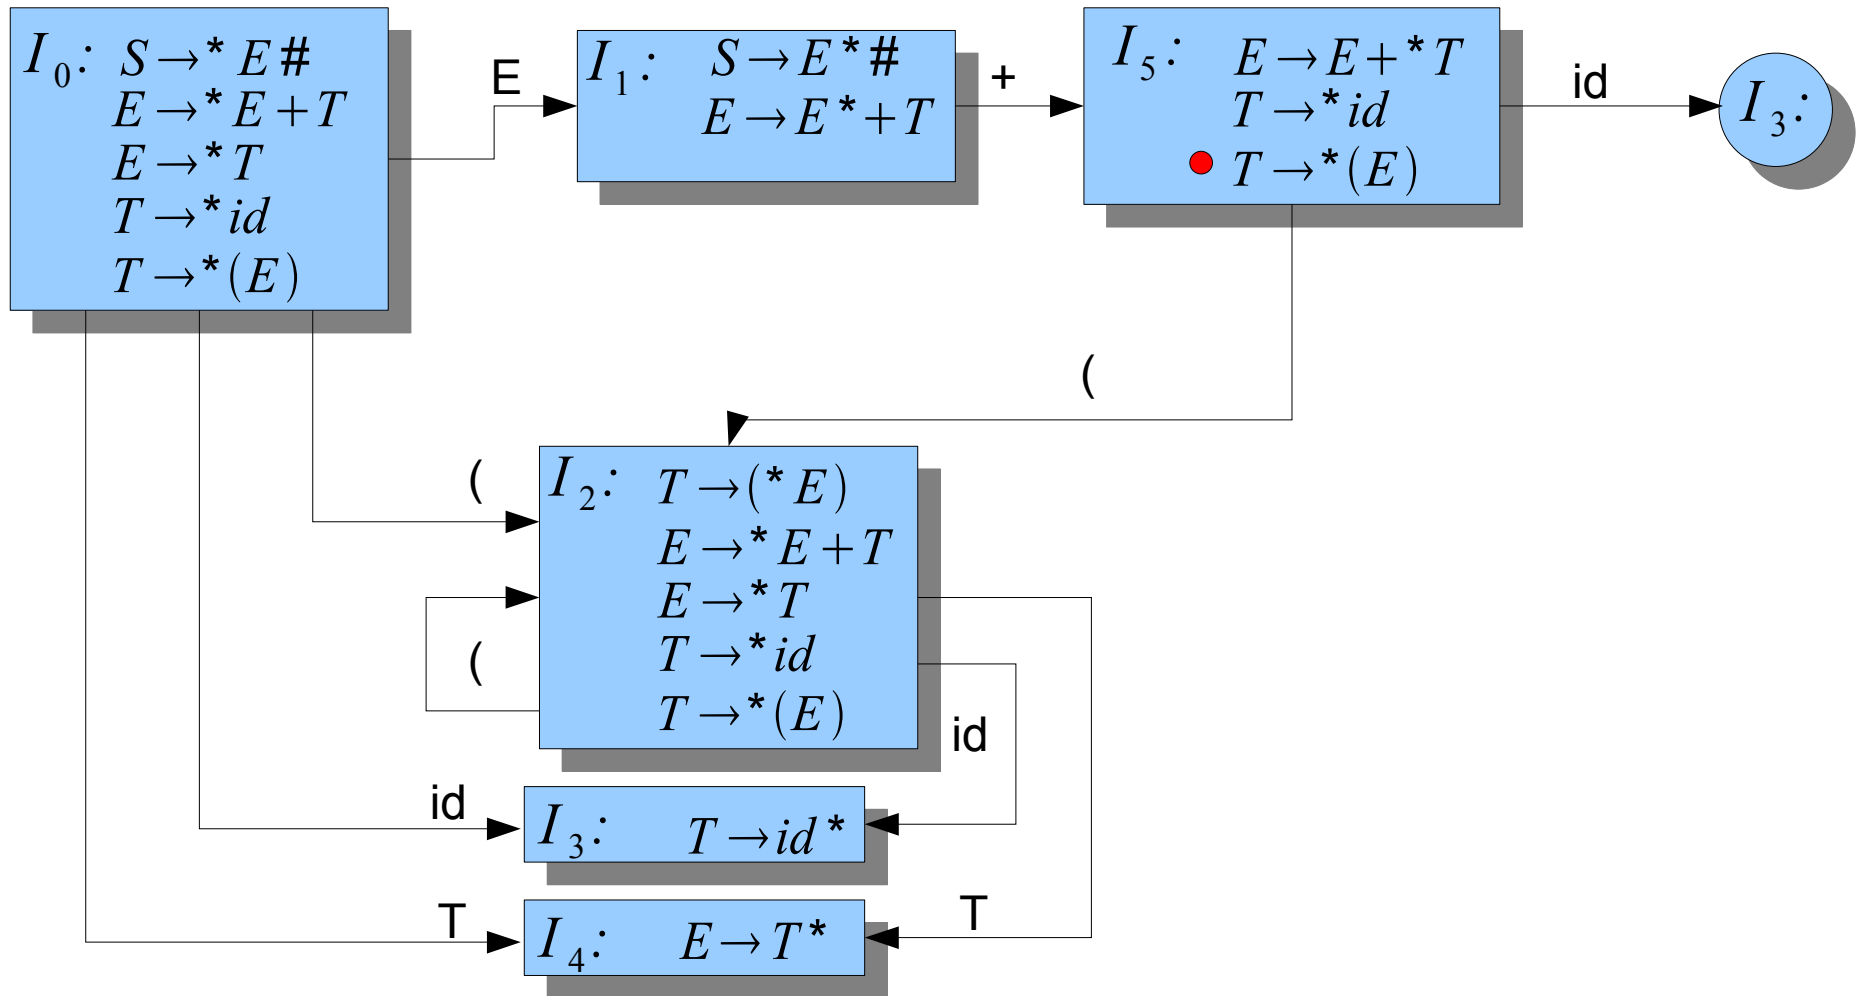 I0: S→* E #
E→* E + T
E→* T
T→* id
T→* (E)
E
I1: S→E * #
E→E * + T
+
I5: E→E + * T
T→* id
T→* (E)
id
I3:
(
(
I2: T→(* E)
E→* E + T
E→* T
T→* id
T→* (E)
(
id
id
I3: T→id *
T
T
I4: E→T *